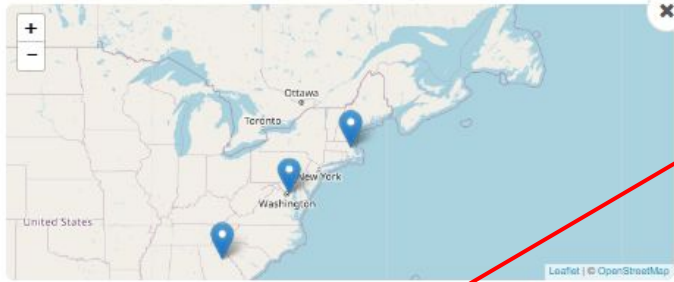 +
−
Ottawa
Toronto
New York
Washington
United States
Leaflet | © OpenStreetMap